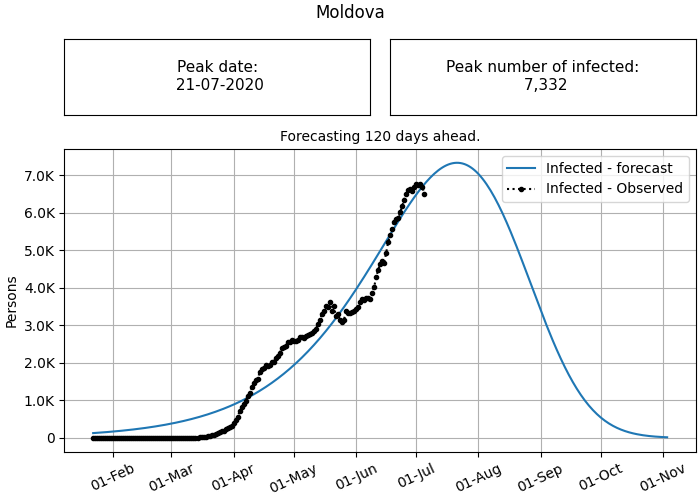 Moldova
Peak date:
21-07-2020
Peak number of infected:
7,332
Forecasting 120 days ahead.
Infected - forecast
Infected - Observed
Persons
7.0K
6.0K
5.0K
4.0K
3.0K
2.0K
1.0K
0
01-Feb
01-Mar
01-Apr
01-May
01-Jun
01-Jul
01-Aug
01-Sep
01-Oct
01-Nov